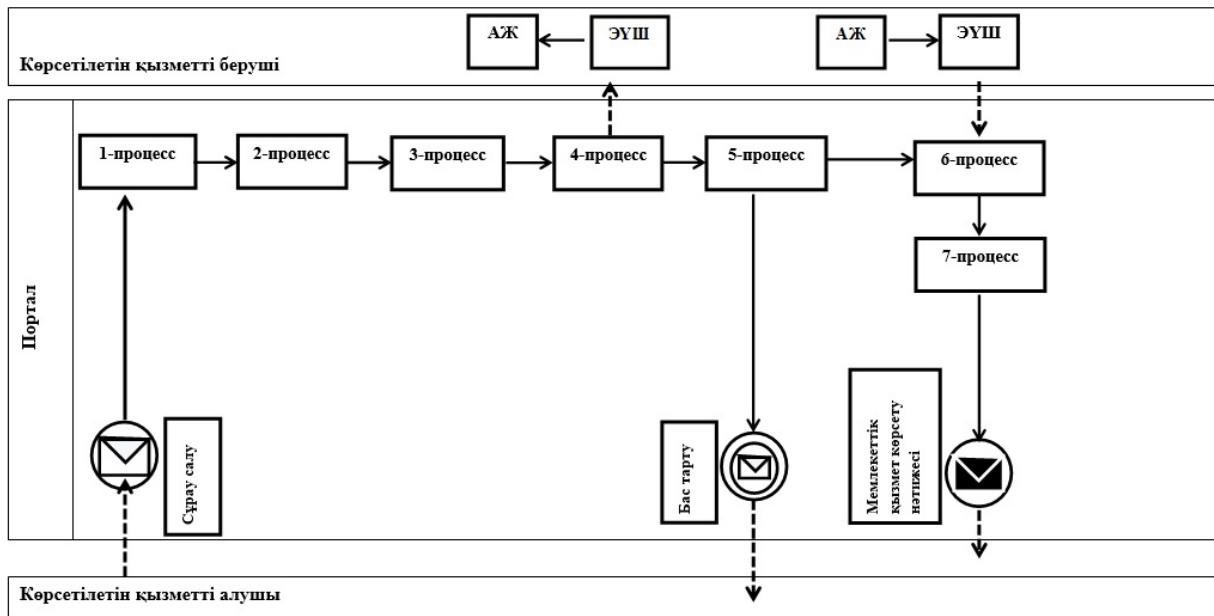 АЖ
ЭҮШ
АЖ
ЭҮШ
Көрсетілетін қызметті беруші
1-процесс
2-процесс
3-процесс
4-процесс
5-процесс
6-процесс
7-процесс
Портал
Сұрау салу
Бас тарту
Мемлекеттік
қызмет көрсету
нәтижесі
Көрсетілетін қызметті алушы